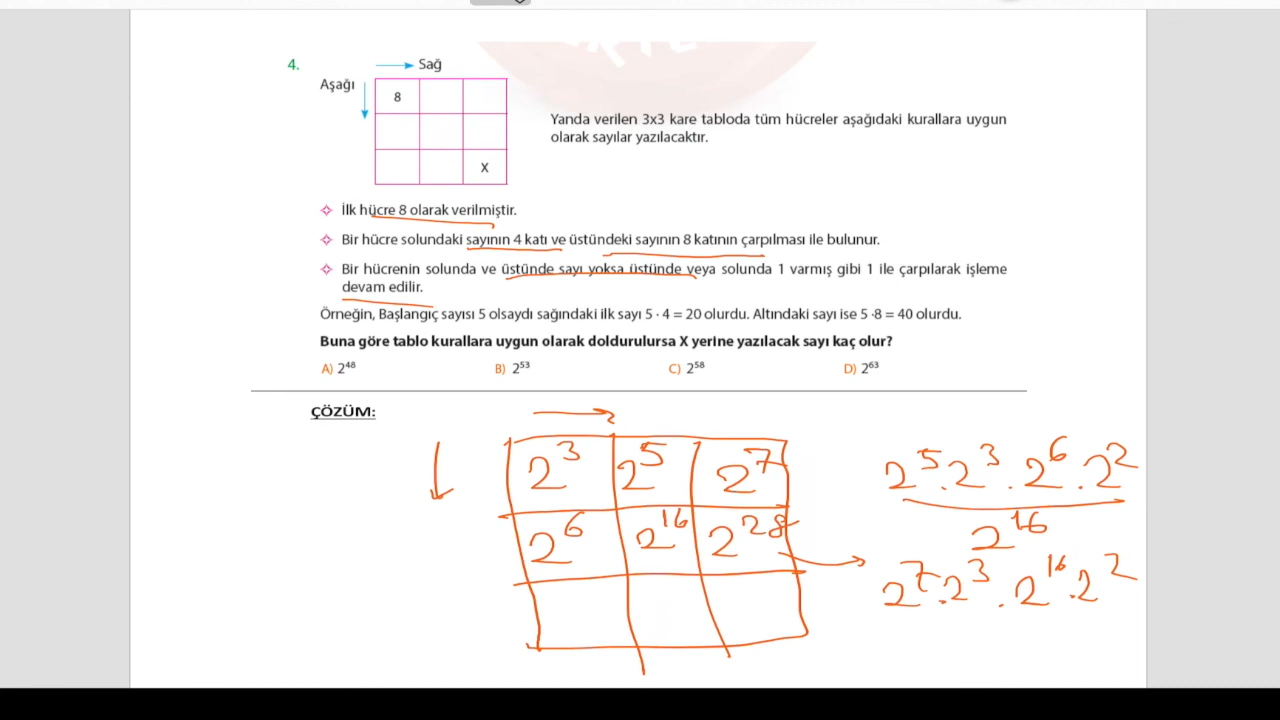 4.
Sağ
Aşağı
8
X
Yanda verilen 3x3 kare tabloda tüm hücreler aşağıdaki kurallara uygun
olarak sayılar yazılacaktır.
İlk hücre 8 olarak verilmiştir.
Bir hücre solundaki sayının 4 katı ve üstündeki sayının 8 katının çarpılması ile bulunur.
Bir hücrenin solunda ve üstünde sayı yoksa üstünde veya solunda 1 varmış gibi 1 ile çarpılarak işleme
devam edilir.
Örneğin, Başlangıç sayısı 5 olsaydı sağındaki ilk sayı 5 · 4 = 20 olurdu. Altındaki sayı ise 5 ·8 = 40 olurdu.
Buna göre tablo kurallara uygun olarak doldurulursa X yerine yazılacak sayı kaç olur?
A) 2⁴⁸ B) 2⁵³ C) 2⁵⁸ D) 2⁶³
ÇÖZÜM:
2³ 2⁵ 2⁷
2⁶ 2¹⁶ 2²⁸
2⁵.2³.2⁶.2²
2¹⁶
2⁷.2³.2¹⁶.2²